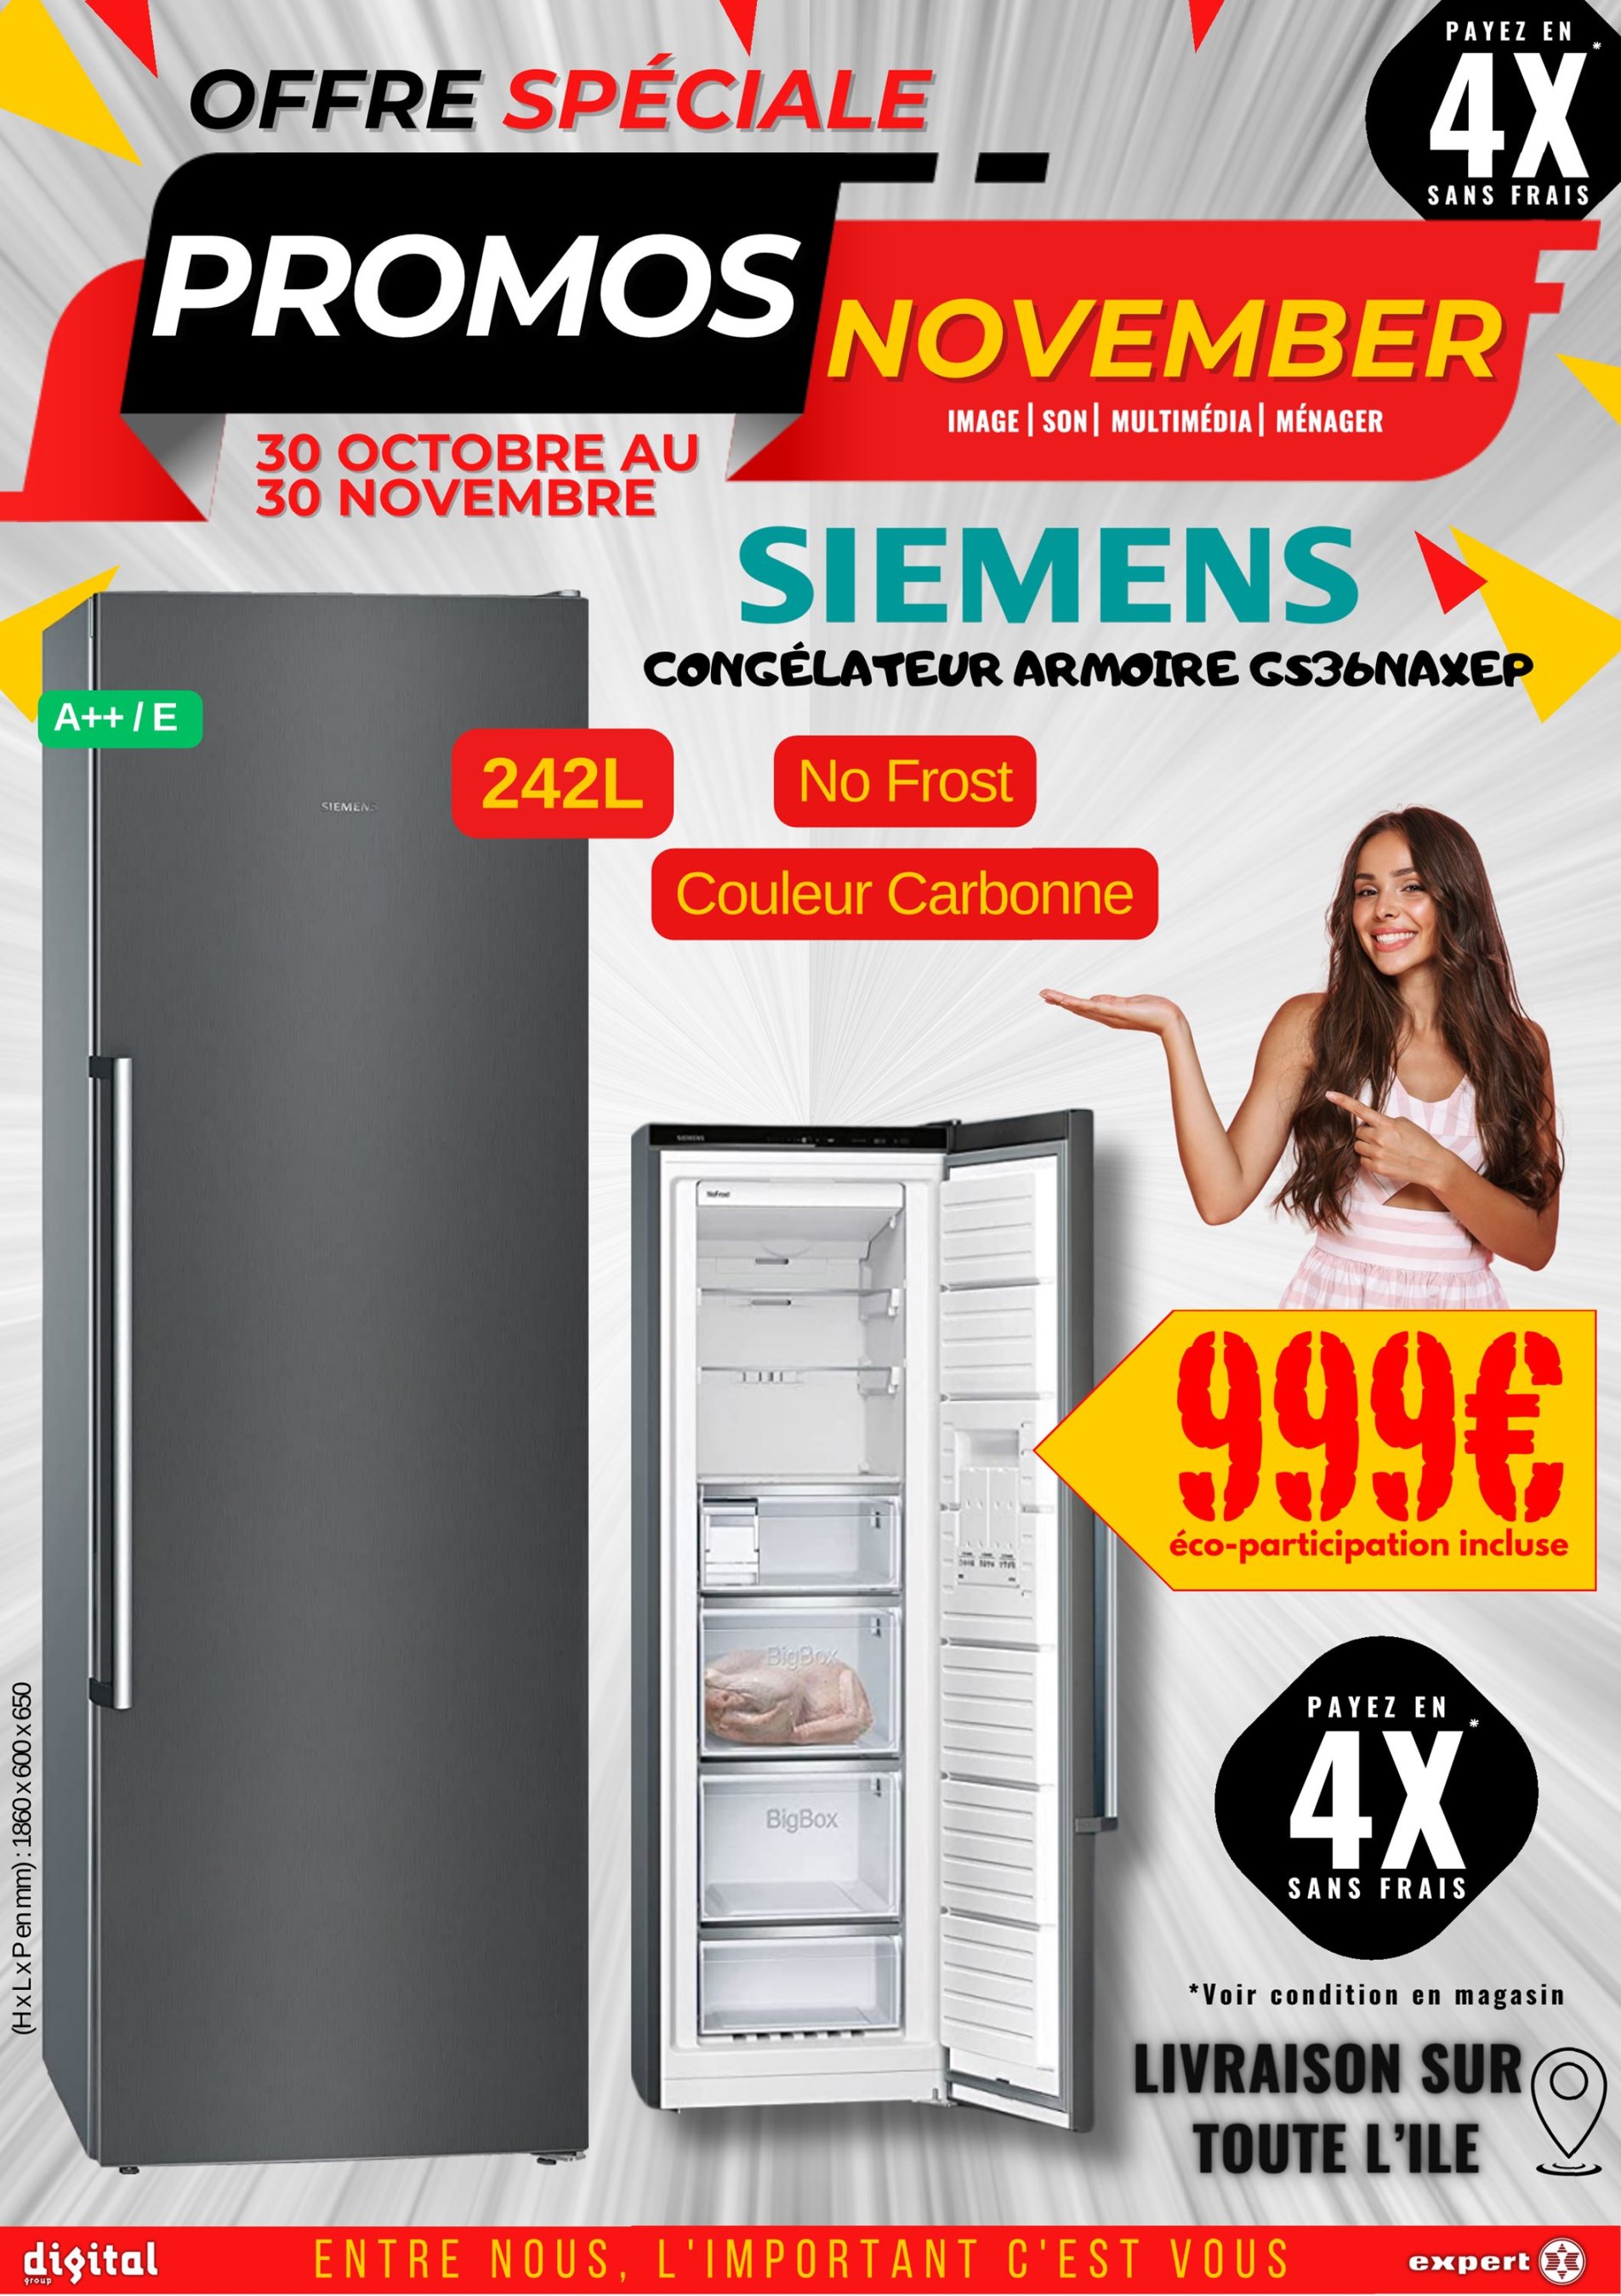 PAYEZ EN
4X*
SANS FRAIS
OFFRE SPÉCIALE
PROMOS
NOVEMBER
IMAGE | SON | MULTIMÉDIA | MÉNAGER
30 OCTOBRE AU
30 NOVEMBRE
SIEMENS
CONGÉLATEUR ARMOIRE GS36NAXEP
A++ / E
242L
No Frost
SIEMENS
Couleur Carbonne
SIEMENS
NoFrost
999€
éco-participation incluse
BigBox
BigBox
(H x L x P en mm) : 1860 x 600 x 650
PAYEZ EN
4X*
SANS FRAIS
*Voir condition en magasin
LIVRAISON SUR
TOUTE L'ILE
digital
group
ENTRE NOUS, L'IMPORTANT C'EST VOUS
expert